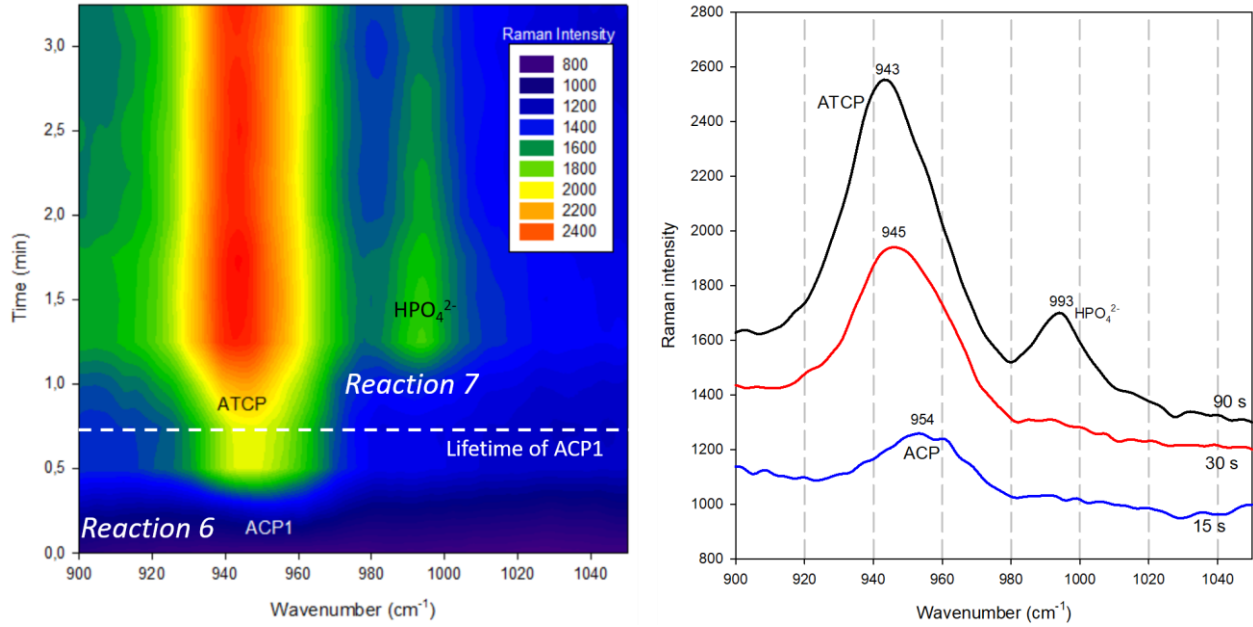 3,0
2,5
2,0
1,5
1,0
0,5
0,0
Time (min)
900 920 940 960 980 1000 1020 1040
Wavenumber (cm⁻¹)
Raman Intensity
800
1000
1200
1400
1600
1800
2000
2200
2400
HPO₄²⁻
Reaction 7
ATCP
Lifetime of ACP1
Reaction 6
ACP1
2800
2600
2400
2200
2000
1800
1600
1400
1200
1000
800
Raman intensity
900 920 940 960 980 1000 1020 1040
Wavenumber (cm⁻¹)
943
ATCP
945
993
HPO₄²⁻
90 s
954
ACP
30 s
15 s